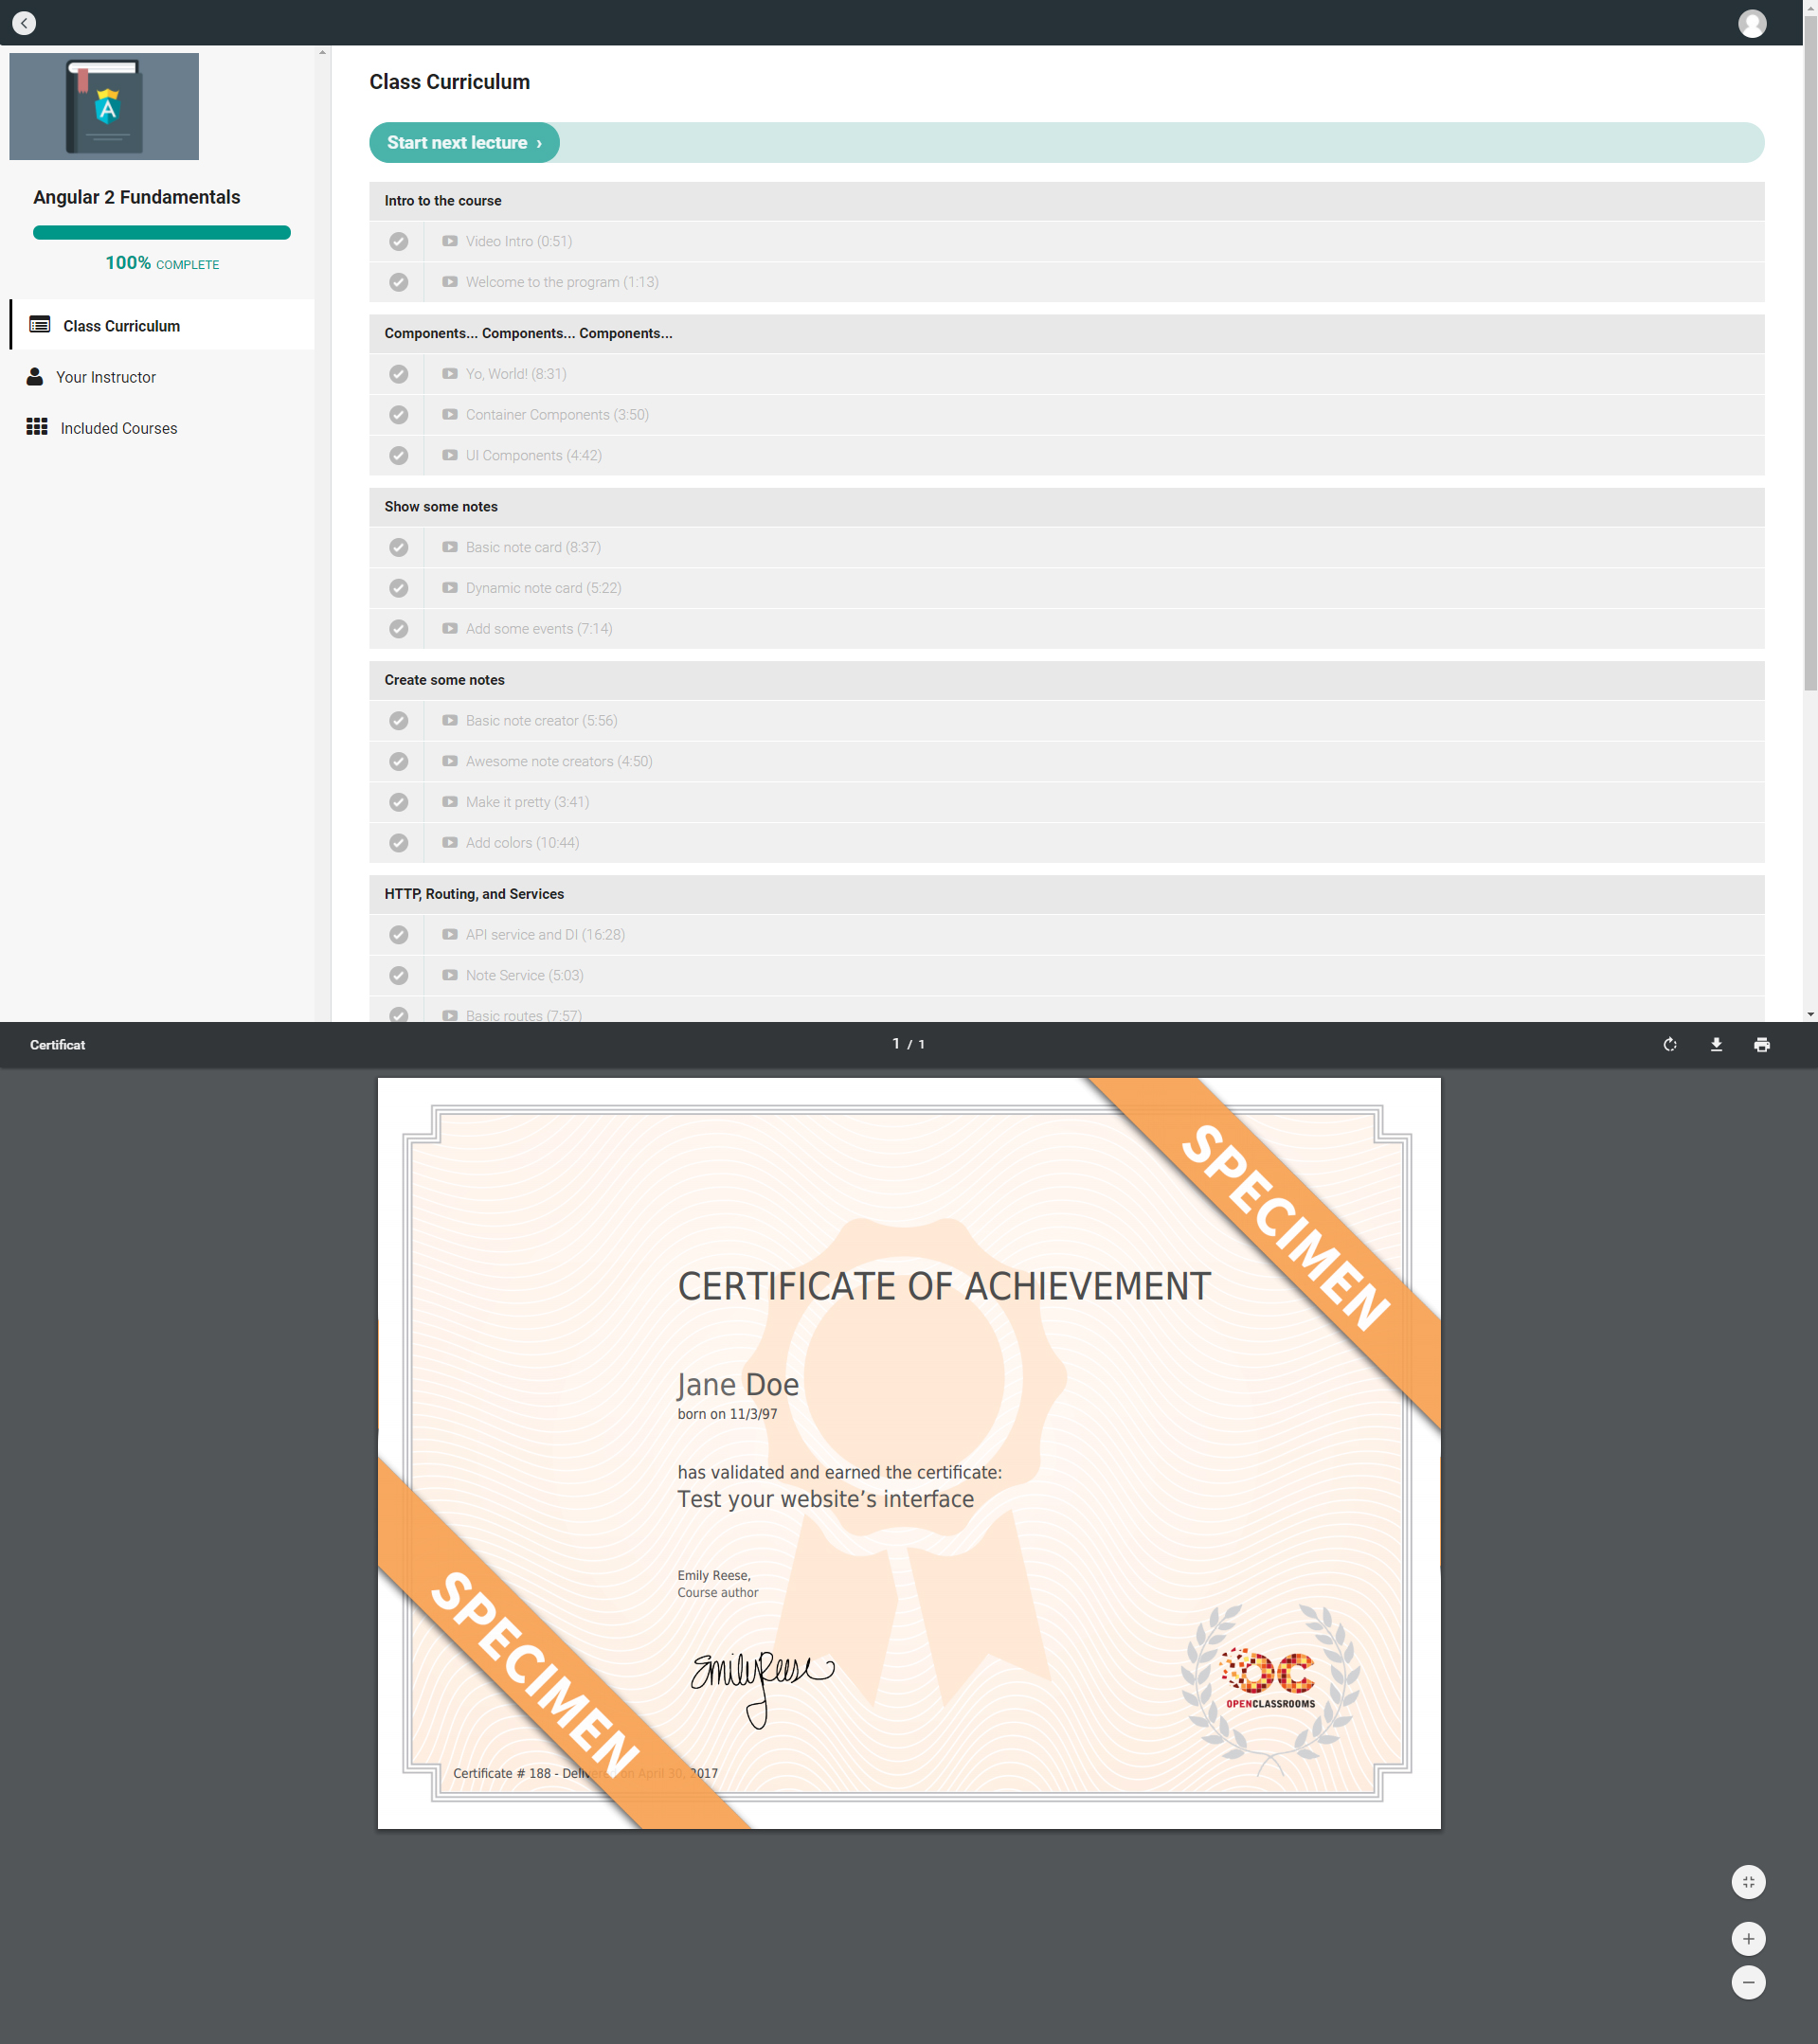 Angular 2 Fundamentals
100% COMPLETE
Class Curriculum
Your Instructor
Included Courses
Class Curriculum
Start next lecture ›
Intro to the course
Video Intro (0:51)
Welcome to the program (1:13)
Components... Components... Components...
Yo, World! (8:31)
Container Components (3:50)
UI Components (4:42)
Show some notes
Basic note card (8:37)
Dynamic note card (5:22)
Add some events (7:14)
Create some notes
Basic note creator (5:56)
Awesome note creators (4:50)
Make it pretty (3:41)
Add colors (10:44)
HTTP, Routing, and Services
API service and DI (16:28)
Note Service (5:03)
Basic routes (7:57)
Certificat
1 / 1
SPECIMEN
CERTIFICATE OF ACHIEVEMENT
Jane Doe
born on 11/3/97
has validated and earned the certificate:
Test your website’s interface
Emily Reese,
Course author
Emily Reese
OC
OPENCLASSROOMS
SPECIMEN
Certificate # 188 - Delivered on April 30, 2017